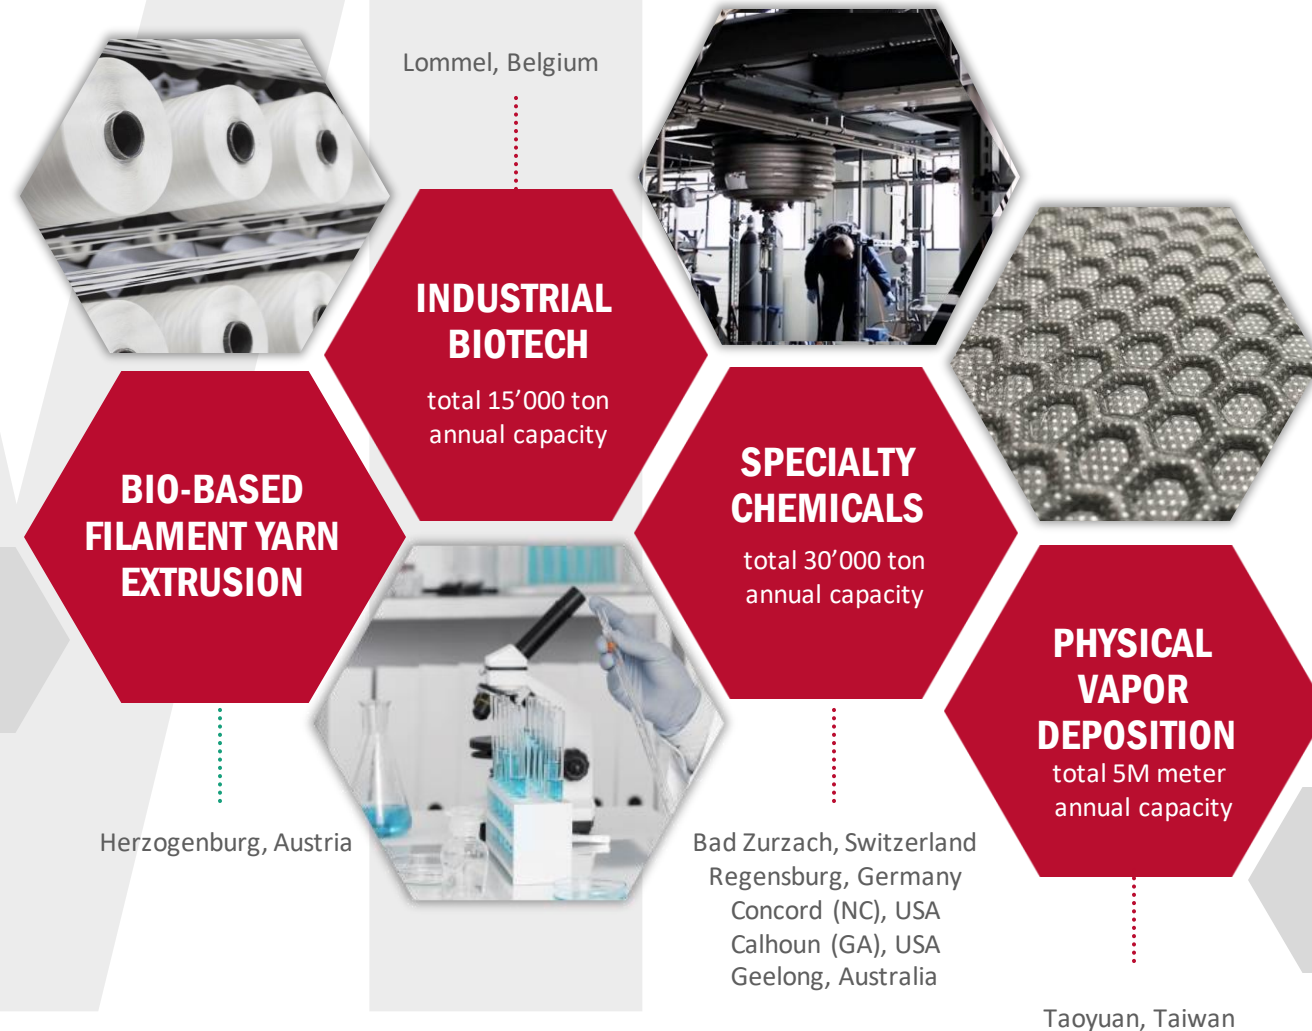 Lommel, Belgium
INDUSTRIAL
BIOTECH
total 15’000 ton
annual capacity
BIO-BASED
FILAMENT YARN
EXTRUSION
Herzogenburg, Austria
SPECIALTY
CHEMICALS
total 30’000 ton
annual capacity
Bad Zurzach, Switzerland
Regensburg, Germany
Concord (NC), USA
Calhoun (GA), USA
Geelong, Australia
PHYSICAL
VAPOR
DEPOSITION
total 5M meter
annual capacity
Taoyuan, Taiwan